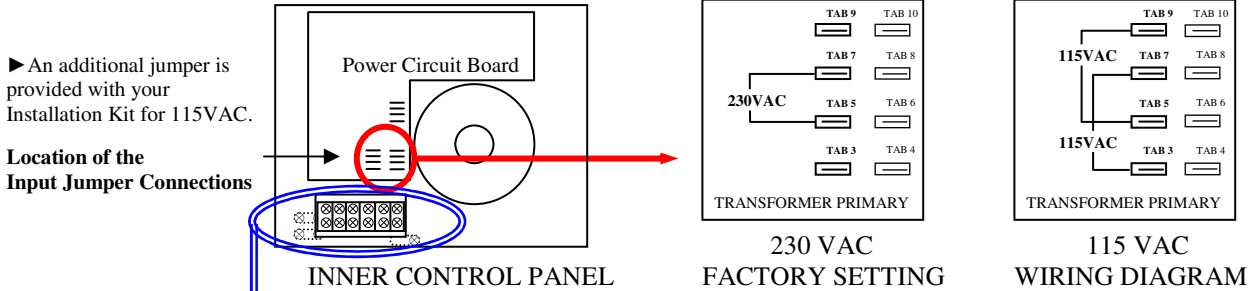 ►An additional jumper is
provided with your
Installation Kit for 115VAC.
Location of the
Input Jumper Connections
Power Circuit Board
INNER CONTROL PANEL
TAB 9 TAB 10
TAB 7 TAB 8
230VAC
TAB 5 TAB 6
TAB 3 TAB 4
TRANSFORMER PRIMARY
230 VAC
FACTORY SETTING
TAB 9 TAB 10
115VAC TAB 7 TAB 8
TAB 5 TAB 6
115VAC
TAB 3 TAB 4
TRANSFORMER PRIMARY
115 VAC
WIRING DIAGRAM